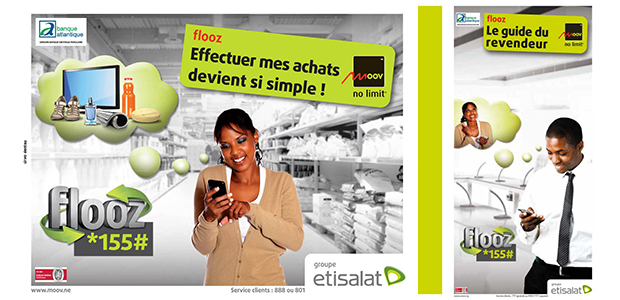 banque
atlantique
flooz
Effectuer mes achats
devient si simple !
moov
no limit
flooz
*155#
www.moov.ne
Service clients : 888 ou 801
groupe
etisalat
banque
atlantique
flooz
Le guide du
revendeur
moov
no limit
flooz
*155#
groupe
etisalat